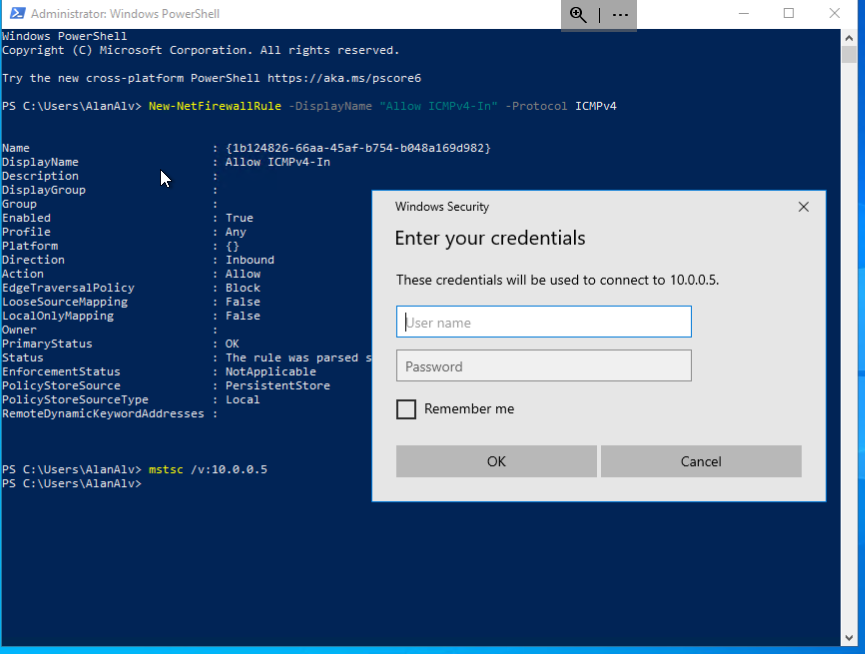 Administrator: Windows PowerShell
Windows PowerShell
Copyright (C) Microsoft Corporation. All rights reserved.
Try the new cross-platform PowerShell https://aka.ms/pscore6
PS C:\Users\AlanAlv> New-NetFirewallRule -DisplayName "Allow ICMPv4-In" -Protocol ICMPv4
Name : {1b124826-66aa-45af-b754-b048a169d982}
DisplayName : Allow ICMPv4-In
Description :
DisplayGroup :
Group :
Enabled : True
Profile : Any
Platform : {}
Direction : Inbound
Action : Allow
EdgeTraversalPolicy : Block
LooseSourceMapping : False
LocalOnlyMapping : False
Owner :
PrimaryStatus : OK
Status : The rule was parsed s
EnforcementStatus : NotApplicable
PolicyStoreSource : PersistentStore
PolicyStoreSourceType : Local
RemoteDynamicKeywordAddresses :
PS C:\Users\AlanAlv> mstsc /v:10.0.0.5
PS C:\Users\AlanAlv>
Windows Security
Enter your credentials
These credentials will be used to connect to 10.0.0.5.
User name
Password
Remember me
OK
Cancel